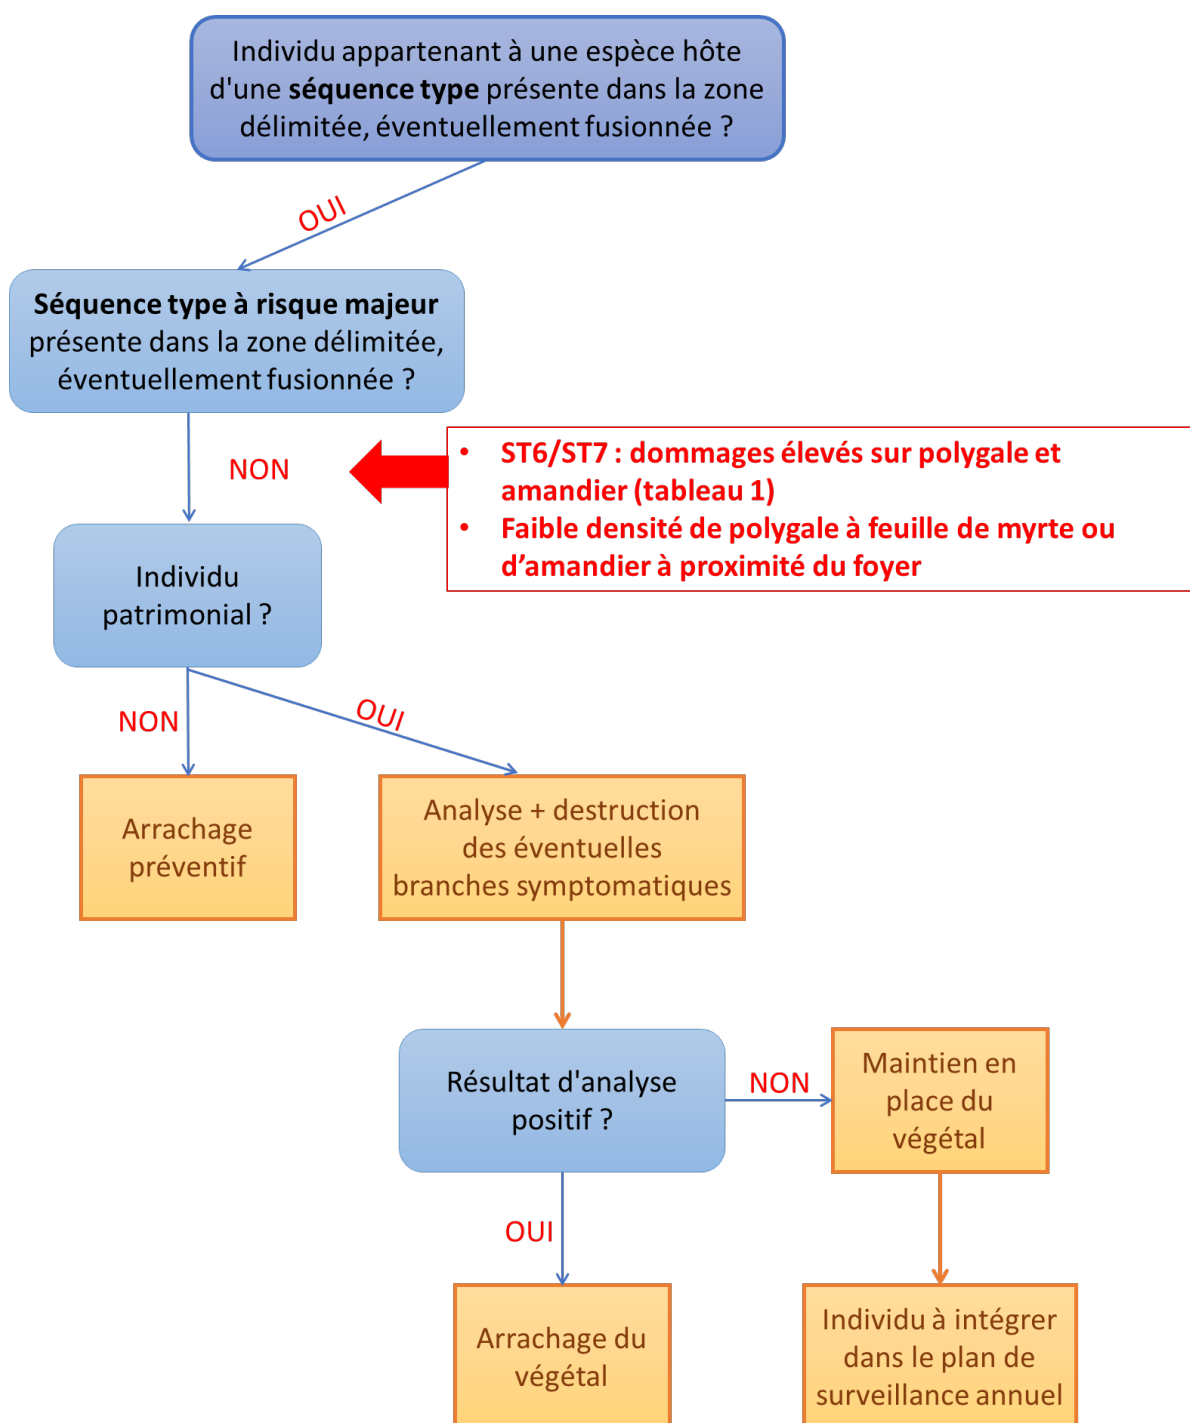 Individu appartenant à une espèce hôte
d'une séquence type présente dans la zone
délimitée, éventuellement fusionnée ?
OUI
Séquence type à risque majeur
présente dans la zone délimitée,
éventuellement fusionnée ?
NON
• ST6/ST7 : dommages élevés sur polygale et
amandier (tableau 1)
• Faible densité de polygale à feuille de myrte ou
d’amandier à proximité du foyer
Individu
patrimonial ?
NON
OUI
Arrachage
préventif
Analyse + destruction
des éventuelles
branches symptomatiques
Résultat d'analyse
positif ?
NON
Maintien en
place du
végétal
OUI
Arrachage du
végétal
Individu à intégrer
dans le plan de
surveillance annuel